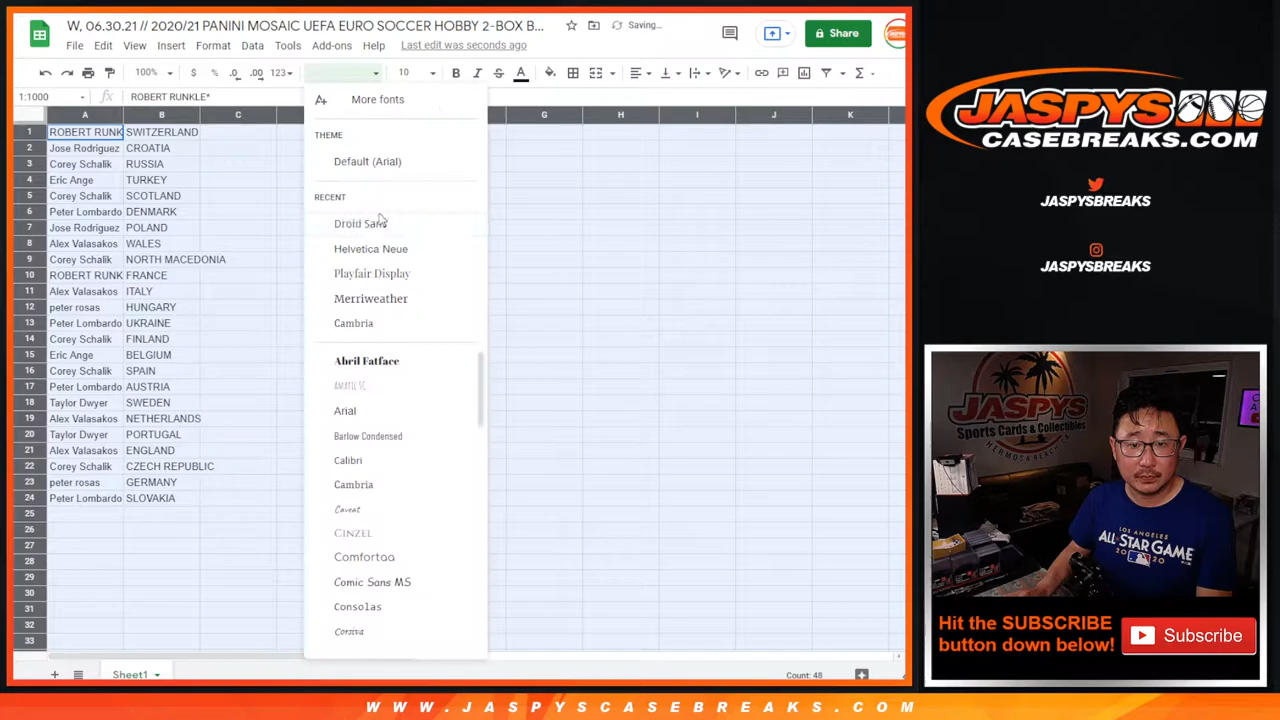 W, 06.30.21 // 2020/21 PANINI MOSAIC UEFA EURO SOCCER HOBBY 2-BOX B...
Saving...
File Edit View Insert Format Data Tools Add-ons Help Last edit was seconds ago
Share
100% $ % .0 .00 123 10 B I S A
1:1000 fx ROBERT RUNKLE*
A B C G H I J K
1 ROBERT RUNK SWITZERLAND
2 Jose Rodriguez CROATIA
3 Corey Schalik RUSSIA
4 Eric Ange TURKEY
5 Corey Schalik SCOTLAND
6 Peter Lombardo DENMARK
7 Jose Rodriguez POLAND
8 Alex Valasakos WALES
9 Corey Schalik NORTH MACEDONIA
10 ROBERT RUNK FRANCE
11 Alex Valasakos ITALY
12 peter rosas HUNGARY
13 Peter Lombardo UKRAINE
14 Corey Schalik FINLAND
15 Eric Ange BELGIUM
16 Corey Schalik SPAIN
17 Peter Lombardo AUSTRIA
18 Taylor Dwyer SWEDEN
19 Alex Valasakos NETHERLANDS
20 Taylor Dwyer PORTUGAL
21 Alex Valasakos ENGLAND
22 Corey Schalik CZECH REPUBLIC
23 peter rosas GERMANY
24 Peter Lombardo SLOVAKIA
25
26
27
28
29
30
31
32
33
More fonts
THEME
Default (Arial)
RECENT
Droid Sans
Helvetica Neue
Playfair Display
Merriweather
Cambria
Abril Fatface
AMATIC SC
Arial
Barlow Condensed
Calibri
Cambria
Caveat
CINZEL
Comfortaa
Comic Sans MS
Consolas
Corsiva
Sheet1
Count: 48
JASPYS
CASEBREAKS.COM
JASPYSBREAKS
JASPYSBREAKS
JASPYS
Sports Cards & Collectibles
HERMOSA BEACH
LOS ANGELES
ALL STAR GAME
Hit the SUBSCRIBE
button down below!
Subscribe
WWW.JASPYSCASEBREAKS.COM